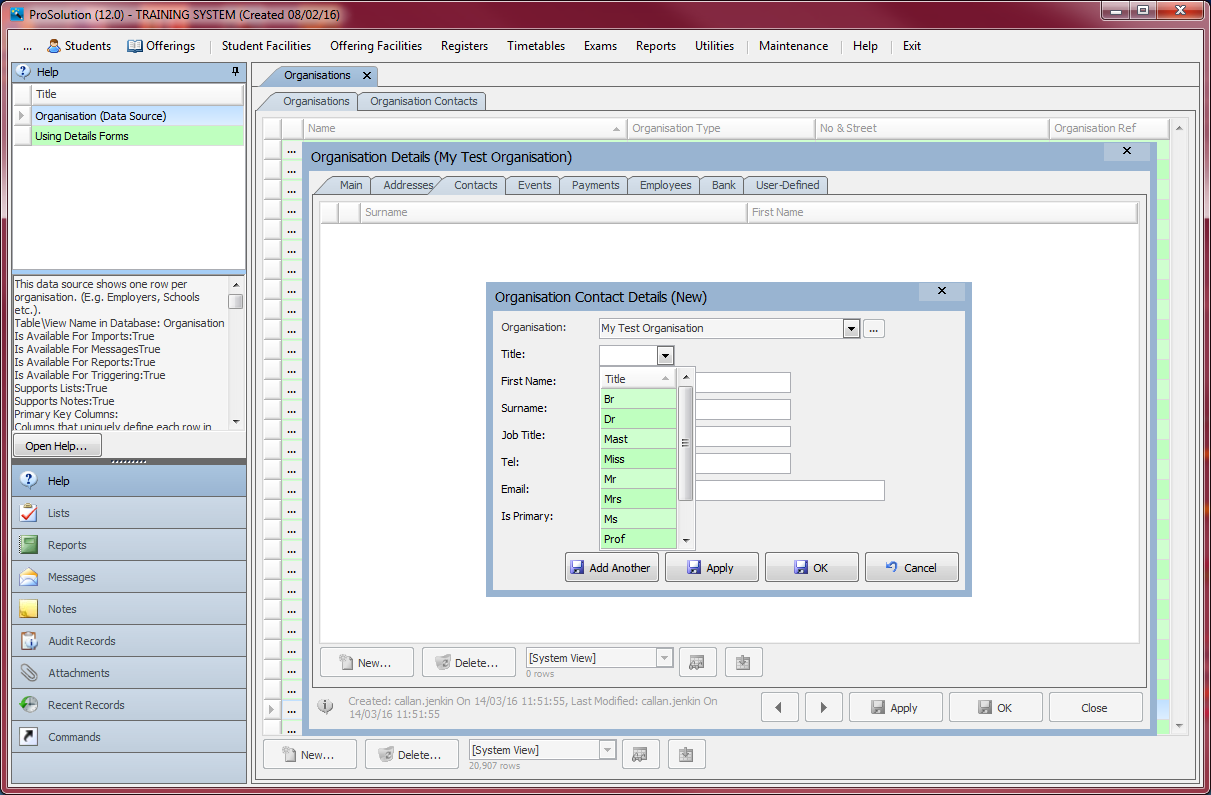 ProSolution (12.0) - TRAINING SYSTEM (Created 08/02/16)
... Students Offerings Student Facilities Offering Facilities Registers Timetables Exams Reports Utilities Maintenance Help Exit
Help
Title
Organisation (Data Source)
Using Details Forms
This data source shows one row per
organisation. (E.g. Employers, Schools
etc.).
Table\View Name in Database: Organisation
Is Available For Imports:True
Is Available For MessagesTrue
Is Available For Reports:True
Is Available For Triggering:True
Supports Lists:True
Supports Notes:True
Primary Key Columns:
Columns that uniquely define each row in
Open Help...
Help
Lists
Reports
Messages
Notes
Audit Records
Attachments
Recent Records
Commands
Organisations
Organisations Organisation Contacts
Name Organisation Type No & Street Organisation Ref
Organisation Details (My Test Organisation)
Main Addresses Contacts Events Payments Employees Bank User-Defined
Surname First Name
Organisation Contact Details (New)
Organisation: My Test Organisation ...
Title:
First Name:
Surname:
Job Title:
Tel:
Email:
Is Primary:
Title
Br
Dr
Mast
Miss
Mr
Mrs
Ms
Prof
Add Another Apply OK Cancel
New... Delete... [System View]
0 rows
Created: callan.jenkin On 14/03/16 11:51:55, Last Modified: callan.jenkin On
14/03/16 11:51:55
Apply OK Close
New... Delete... [System View]
20,907 rows